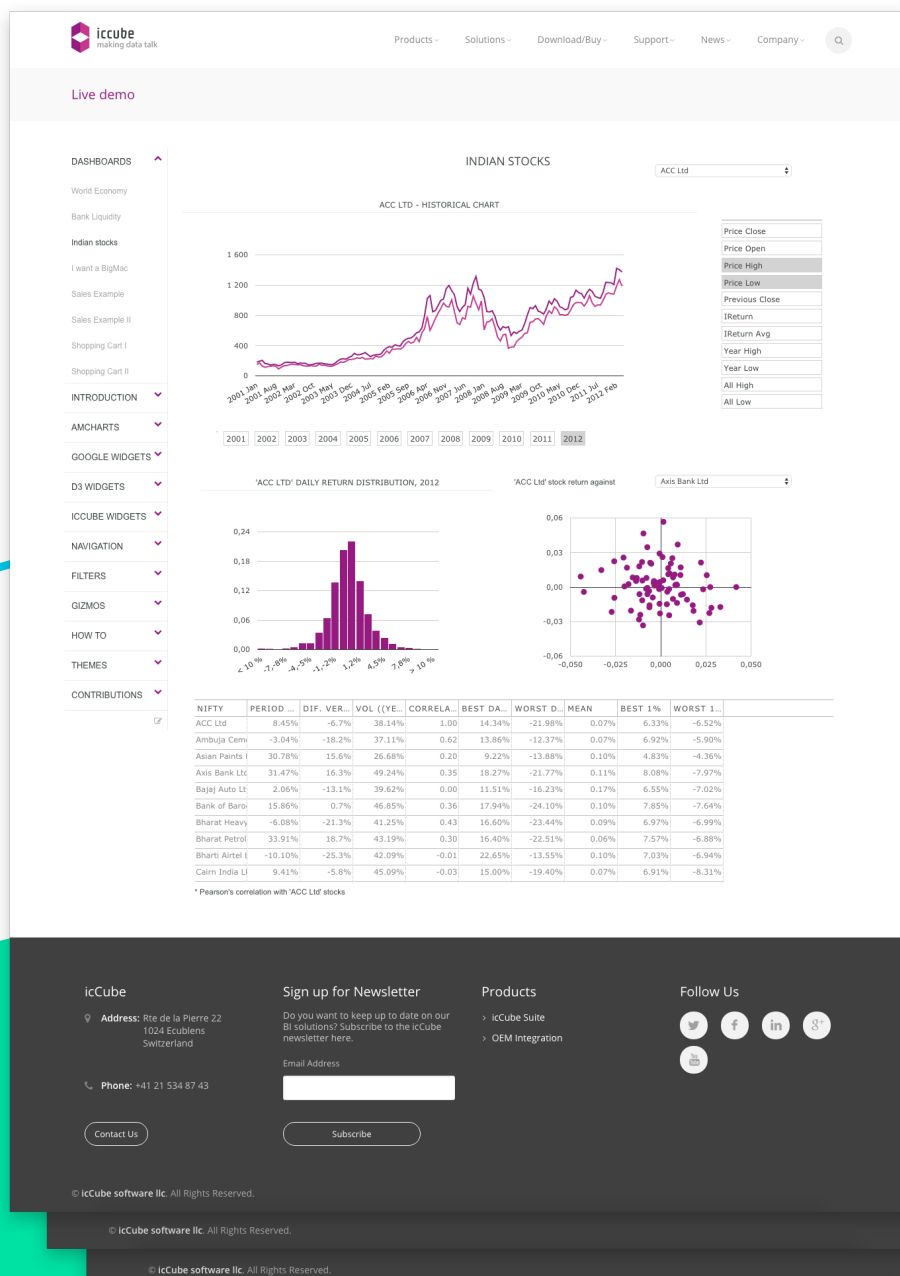 iccube
making data talk
Products
Solutions
Download/Buy
Support
News
Company
Live demo
DASHBOARDS
World Economy
Bank Liquidity
Indian stocks
I want a BigMac
Sales Example
Sales Example II
Shopping Cart I
Shopping Cart II
INTRODUCTION
AMCHARTS
GOOGLE WIDGETS
D3 WIDGETS
ICCUBE WIDGETS
NAVIGATION
FILTERS
GIZMOS
HOW TO
THEMES
CONTRIBUTIONS
INDIAN STOCKS
ACC Ltd
ACC LTD - HISTORICAL CHART
1 600
1 200
800
400
0
2001 Jan
2001 Aug
2002 Mar
2002 Oct
2003 May
2003 Dec
2004 Jul
2005 Feb
2005 Sep
2006 Apr
2006 Nov
2007 Jun
2008 Jan
2008 Aug
2009 Mar
2009 Oct
2010 May
2010 Dec
2011 Jul
2012 Feb
Price Close
Price Open
Price High
Price Low
Previous Close
IReturn
IReturn Avg
Year High
Year Low
All High
All Low
2001 2002 2003 2004 2005 2006 2007 2008 2009 2010 2011 2012
'ACC LTD' DAILY RETURN DISTRIBUTION, 2012
0,24
0,18
0,12
0,06
0,00
< 10 %
-7,-8%
-4,-5%
-1,-2%
1,2%
4,5%
7,8%
> 10 %
'ACC Ltd' stock return against
Axis Bank Ltd
0,06
0,03
0,00
-0,03
-0,06
-0,050 -0,025 0,000 0,025 0,050
NIFTY PERIOD ... DIF. VER... VOL ((YE... CORRELA... BEST DA... WORST D... MEAN BEST 1% WORST 1...
ACC Ltd 8.45% -6.7% 38.14% 1.00 14.34% -21.98% 0.07% 6.33% -6.52%
Ambuja Cem -3.04% -18.2% 37.11% 0.62 13.86% -12.37% 0.07% 6.92% -5.90%
Asian Paints 30.78% 15.6% 26.68% 0.20 9.22% -13.88% 0.10% 4.83% -4.36%
Axis Bank Ltd 31.47% 16.3% 49.24% 0.35 18.27% -21.77% 0.11% 8.08% -7.97%
Bajaj Auto Lt 2.06% -13.1% 39.62% 0.00 11.51% -16.23% 0.17% 6.55% -7.02%
Bank of Baro 15.86% 0.7% 46.85% 0.36 17.94% -24.10% 0.10% 7.85% -7.64%
Bharat Heavy -6.08% -21.3% 41.25% 0.43 16.60% -23.44% 0.09% 6.97% -6.99%
Bharat Petrol 33.91% 18.7% 43.19% 0.30 16.40% -22.51% 0.06% 7.57% -6.88%
Bharti Airtel -10.10% -25.3% 42.09% -0.01 22.65% -13.55% 0.10% 7.03% -6.94%
Cairn India L 9.41% -5.8% 45.09% -0.03 15.00% -19.40% 0.07% 6.91% -8.31%
* Pearson's correlation with 'ACC Ltd' stocks
icCube
Address: Rte de la Pierre 22
1024 Ecublens
Switzerland
Phone: +41 21 534 87 43
Contact Us
Sign up for Newsletter
Do you want to keep up to date on our
BI solutions? Subscribe to the icCube
newsletter here.
Email Address
Subscribe
Products
> icCube Suite
> OEM Integration
Follow Us
© icCube software llc. All Rights Reserved.
© icCube software llc. All Rights Reserved.
© icCube software llc. All Rights Reserved.